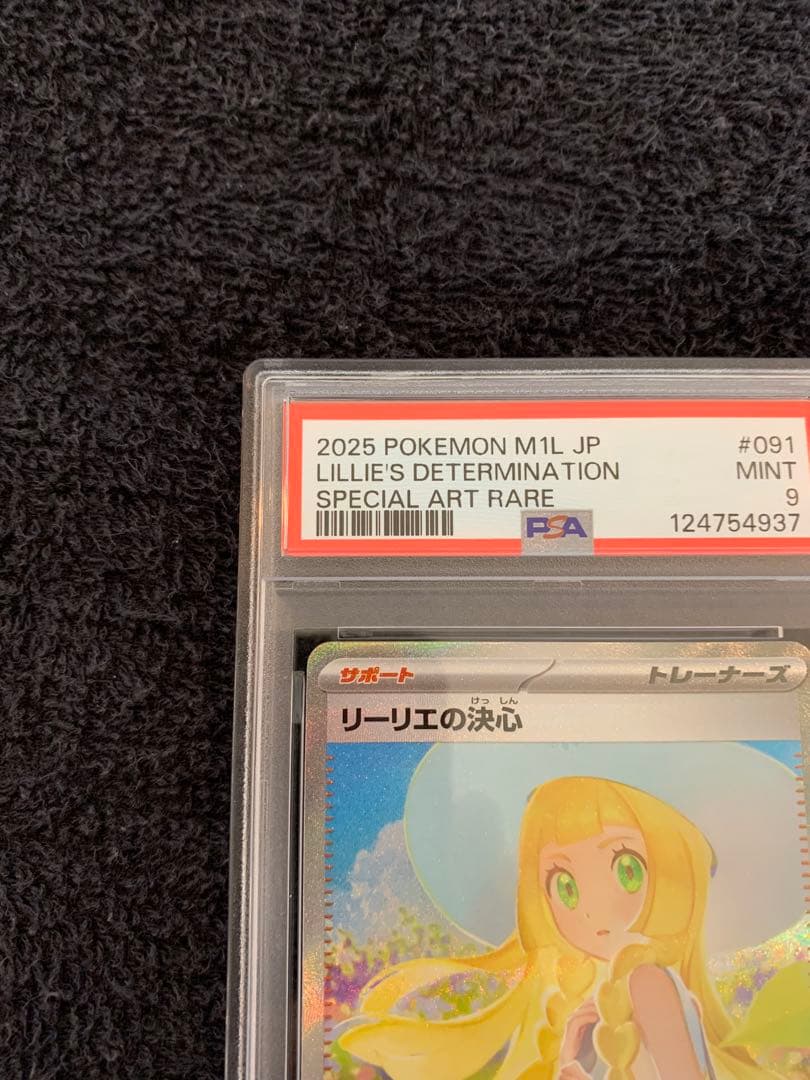 2025 POKEMON M1L JP #091
LILLIE'S DETERMINATION MINT
SPECIAL ART RARE 9
PSA 124754937
サポート トレーナーズ
けっ しん
リーリエの決心